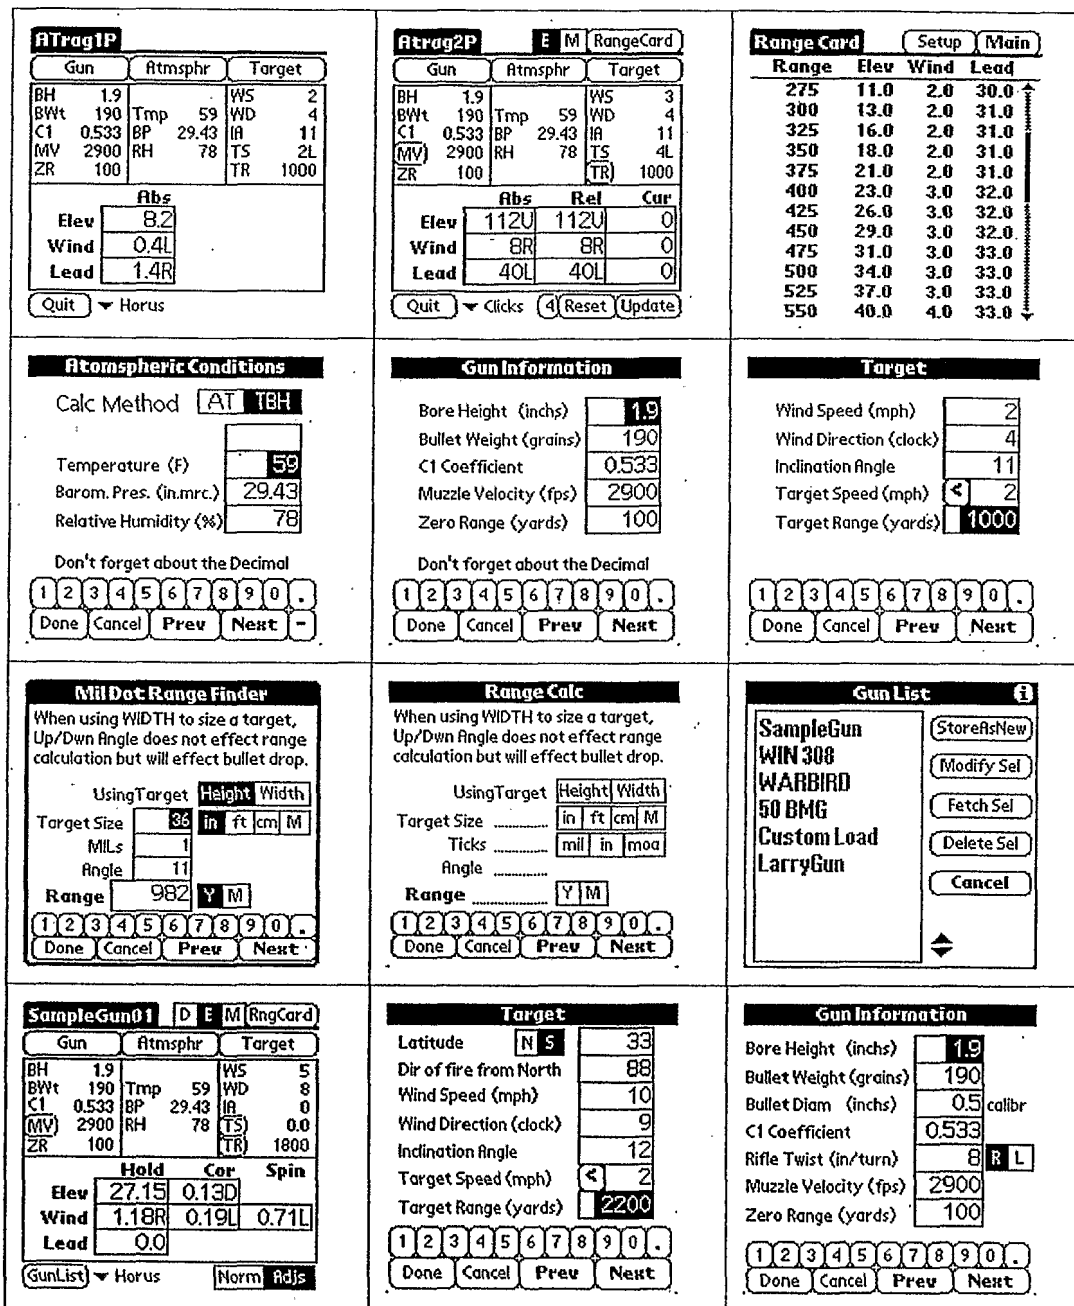 ATrag1P
Gun Atmsphr Target
BH 1.9 WS 2
BWt 190 Tmp 59 WD 4
C1 0.533 BP 29.43 IA 11
MV 2900 RH 78 TS 2L
ZR 100 TR 1000
Abs
Elev 8.2
Wind 0.4L
Lead 1.4R
Quit Horus
Atrag2P E M RangeCard
Gun Atmsphr Target
BH 1.9 WS 3
BWt 190 Tmp 59 WD 4
C1 0.533 BP 29.43 IA 11
MV 2900 RH 78 TS 4L
ZR 100 TR 1000
Abs Rel Cur
Elev 112U 112U 0
Wind 8R 8R 0
Lead 40L 40L 0
Quit Clicks 4 Reset Update
Range Card Setup Main
Range Elev Wind Lead
275 11.0 2.0 30.0
300 13.0 2.0 31.0
325 16.0 2.0 31.0
350 18.0 2.0 31.0
375 21.0 2.0 31.0
400 23.0 3.0 32.0
425 26.0 3.0 32.0
450 29.0 3.0 32.0
475 31.0 3.0 33.0
500 34.0 3.0 33.0
525 37.0 3.0 33.0
550 40.0 4.0 33.0
Atomspheric Conditions
Calc Method AT TBH
Temperature (F) 59
Barom. Pres. (in.mrc.) 29.43
Relative Humidity (%) 78
Don't forget about the Decimal
1 2 3 4 5 6 7 8 9 0 .
Done Cancel Prev Next -
Gun Information
Bore Height (inchs) 1.9
Bullet Weight (grains) 190
C1 Coefficient 0.533
Muzzle Velocity (fps) 2900
Zero Range (yards) 100
Don't forget about the Decimal
1 2 3 4 5 6 7 8 9 0 .
Done Cancel Prev Next
Target
Wind Speed (mph) 2
Wind Direction (clock) 4
Inclination Angle 11
Target Speed (mph) < 2
Target Range (yards) 1000
1 2 3 4 5 6 7 8 9 0 .
Done Cancel Prev Next
Mil Dot Range Finder
When using WIDTH to size a target,
Up/Dwn Angle does not effect range
calculation but will effect bullet drop.
UsingTarget Height Width
Target Size 36 in ft cm M
MILs 1
Angle 11
Range 982 Y M
1 2 3 4 5 6 7 8 9 0 .
Done Cancel Prev Next
Range Calc
When using WIDTH to size a target,
Up/Dwn Angle does not effect range
calculation but will effect bullet drop.
UsingTarget Height Width
Target Size ............ in ft cm M
Ticks ............ mil in moa
Angle ............
Range ............ Y M
1 2 3 4 5 6 7 8 9 0 .
Done Cancel Prev Next
Gun List i
SampleGun StoreAsNew
WIN 308 Modify Sel
WARBIRD
50 BMG Fetch Sel
Custom Load Delete Sel
LarryGun Cancel
SampleGun01 D E M RngCard
Gun Atmsphr Target
BH 1.9 WS 5
BWt 190 Tmp 59 WD 8
C1 0.533 BP 29.43 IA 0
MV 2900 RH 78 TS 0.0
ZR 100 TR 1800
Hold Cor Spin
Elev 27.15 0.13D
Wind 1.18R 0.19L 0.71L
Lead 0.0
GunList Horus Norm Adjs
Target
Latitude N S 33
Dir of fire from North 88
Wind Speed (mph) 10
Wind Direction (clock) 9
Inclination Angle 12
Target Speed (mph) < 2
Target Range (yards) 2200
1 2 3 4 5 6 7 8 9 0 .
Done Cancel Prev Next
Gun Information
Bore Height (inchs) 1.9
Bullet Weight (grains) 190
Bullet Diam (inchs) 0.5 calibr
C1 Coefficient 0.533
Rifle Twist (in/turn) 8 R L
Muzzle Velocity (fps) 2900
Zero Range (yards) 100
1 2 3 4 5 6 7 8 9 0 .
Done Cancel Prev Next